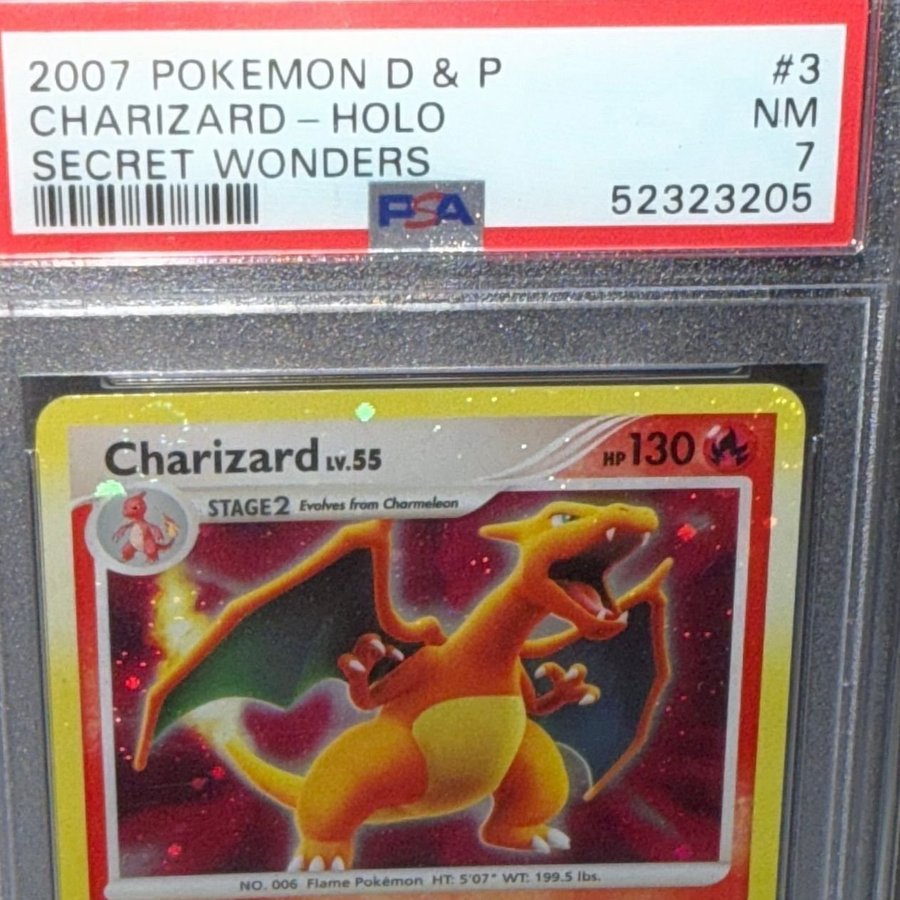 2007 POKEMON D & P #3
CHARIZARD – HOLO NM
SECRET WONDERS 7
PSA 52323205
Charizard LV.55 HP 130
STAGE2 Evolves from Charmeleon
NO. 006 Flame Pokémon HT: 5'07" WT: 199.5 lbs.